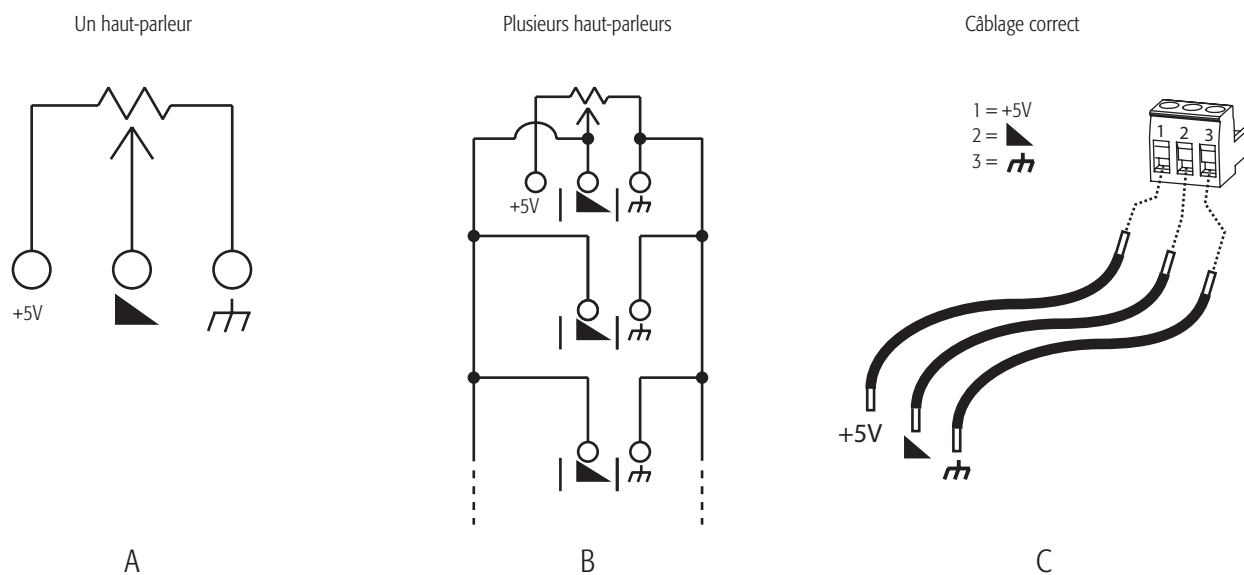 Un haut-parleur
Plusieurs haut-parleurs
Câblage correct
+5V
A
+5V
B
1 = +5V
2 =
3 =
1 2 3
+5V
C